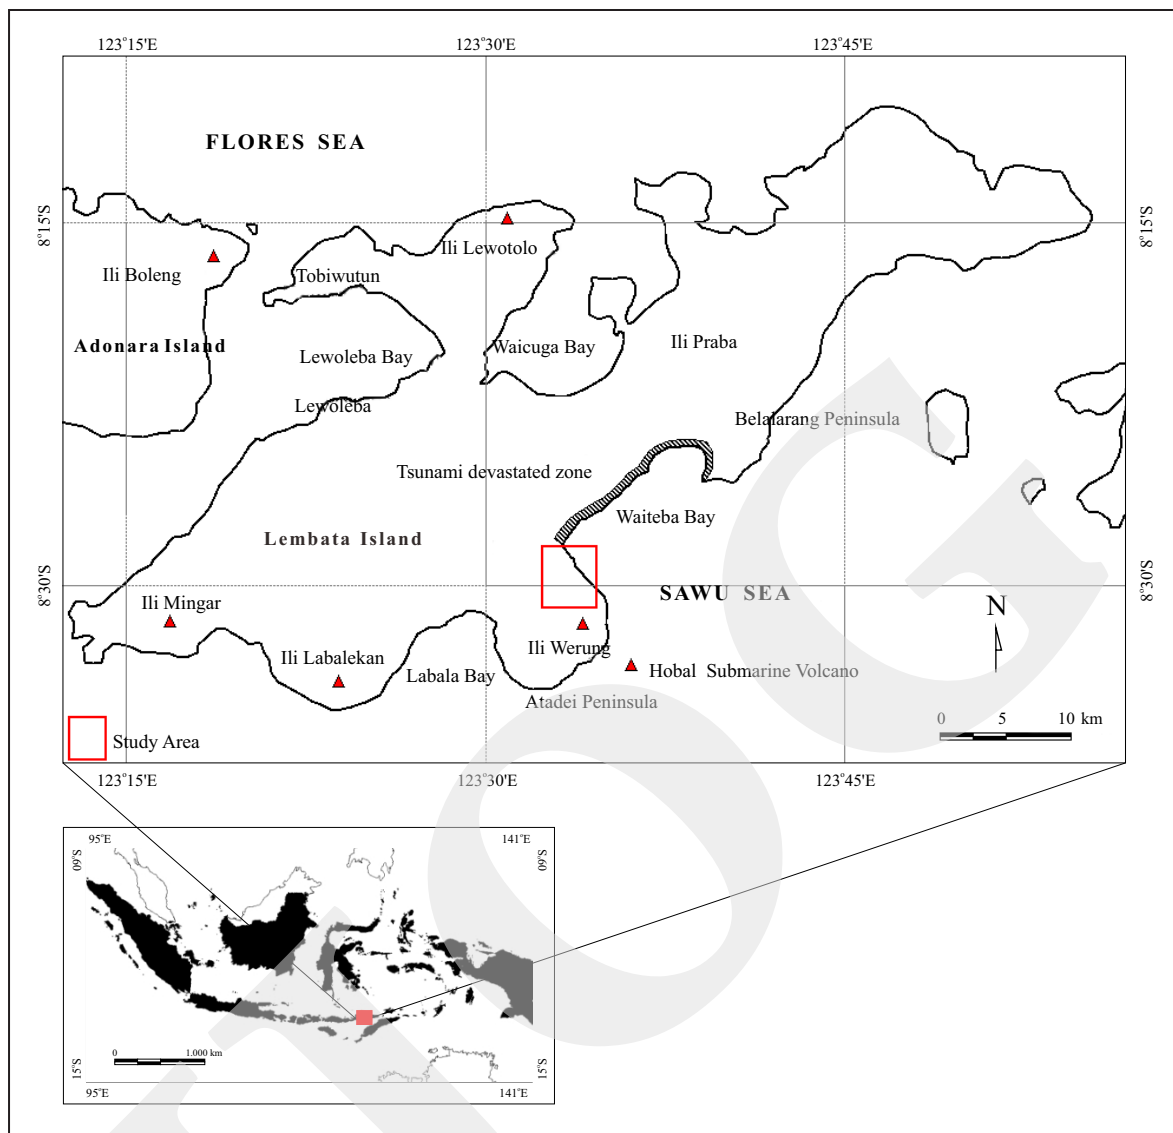 123°15'E 123°30'E 123°45'E
FLORES SEA
8°15'S 8°15'S
Ili Lewotolo
Ili Boleng Tobiwutun
Adonara Island Lewoleba Bay Waicuga Bay Ili Praba
Lewoleba
Belalarang Peninsula
Tsunami devastated zone
Waiteba Bay
Lembata Island
8°30'S 8°30'S
SAWU SEA
Ili Mingar
N
Ili Werung
Ili Labalekan
Labala Bay
Hobal Submarine Volcano
Atadei Peninsula
0 5 10 km
Study Area
123°15'E 123°30'E 123°45'E
95°E 141°E
09°S 09°S
0 1.000 km
15°S 15°S
95°E 141°E